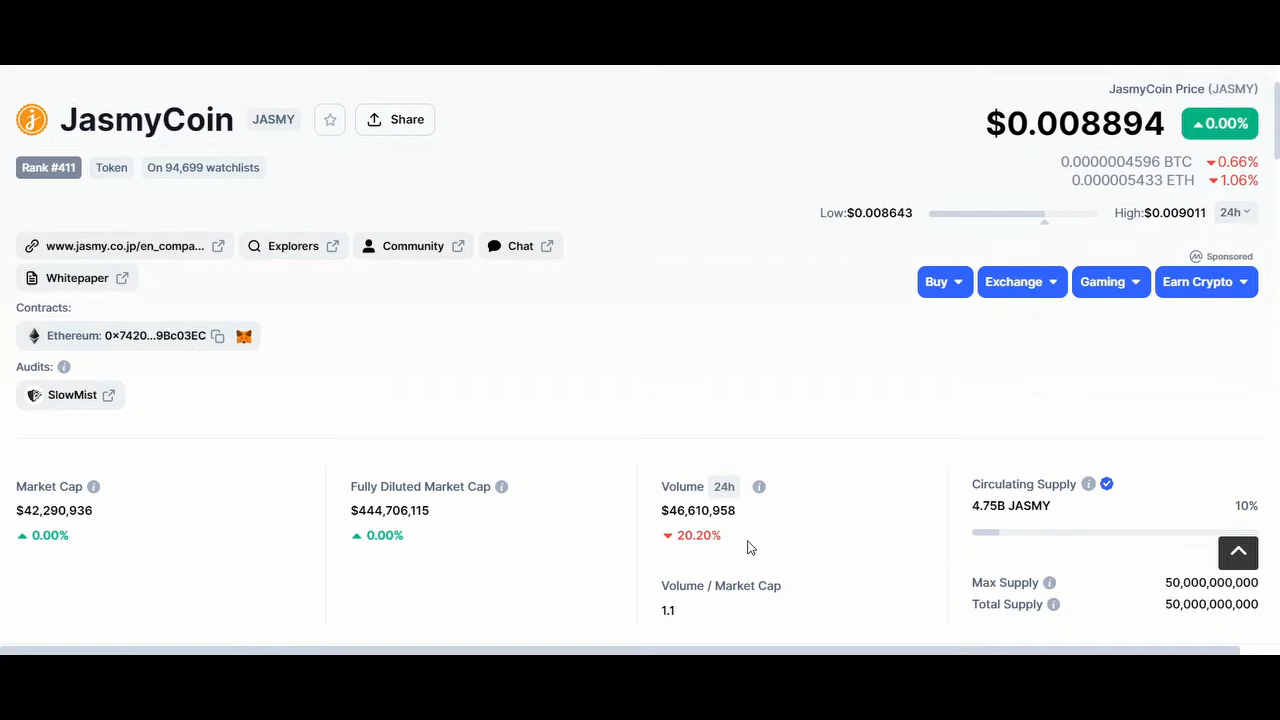 JasmyCoin JASMY Share
Rank #411 Token On 94,699 watchlists
JasmyCoin Price (JASMY)
$0.008894 0.00%
0.0000004596 BTC 0.66%
0.000005433 ETH 1.06%
Low:$0.008643 High:$0.009011 24h
www.jasmy.co.jp/en_compa... Explorers Community Chat
Whitepaper
Sponsored
Buy Exchange Gaming Earn Crypto
Contracts:
Ethereum: 0x7420...9Bc03EC
Audits:
SlowMist
Market Cap
$42,290,936
0.00%
Fully Diluted Market Cap
$444,706,115
0.00%
Volume 24h
$46,610,958
20.20%
Volume / Market Cap
1.1
Circulating Supply
4.75B JASMY 10%
Max Supply 50,000,000,000
Total Supply 50,000,000,000